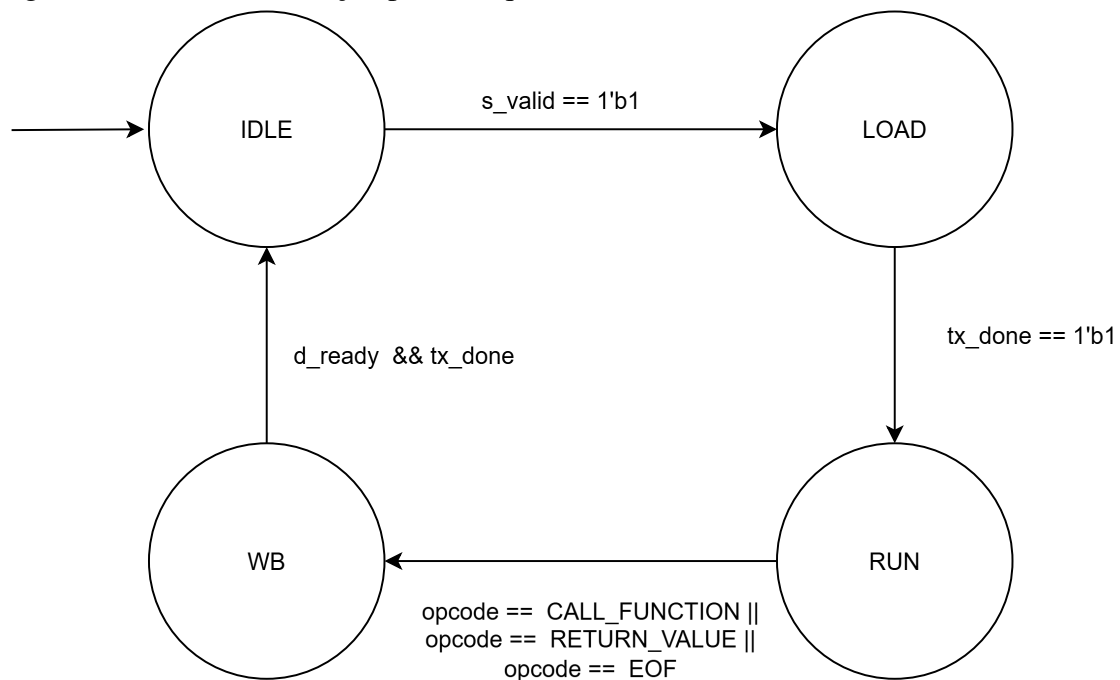 IDLE
s_valid == 1'b1
LOAD
tx_done == 1'b1
d_ready && tx_done
WB
RUN
opcode == CALL_FUNCTION ||
opcode == RETURN_VALUE ||
opcode == EOF